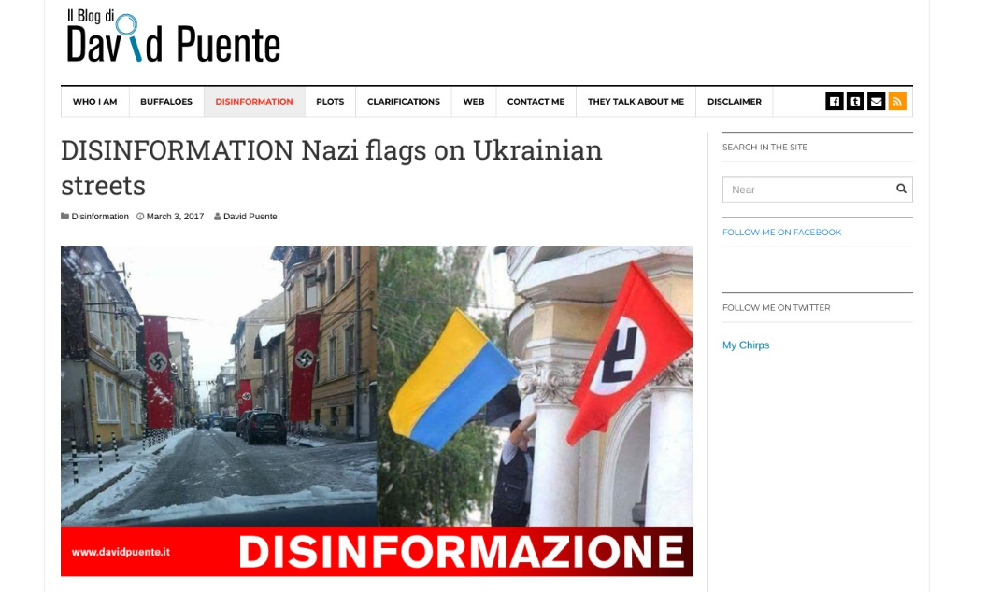 Il Blog di
David Puente
WHO I AM
BUFFALOES
DISINFORMATION
PLOTS
CLARIFICATIONS
WEB
CONTACT ME
THEY TALK ABOUT ME
DISCLAIMER
DISINFORMATION Nazi flags on Ukrainian
streets
Disinformation March 3, 2017 David Puente
www.davidpuente.it
DISINFORMAZIONE
SEARCH IN THE SITE
Near
FOLLOW ME ON FACEBOOK
FOLLOW ME ON TWITTER
My Chirps